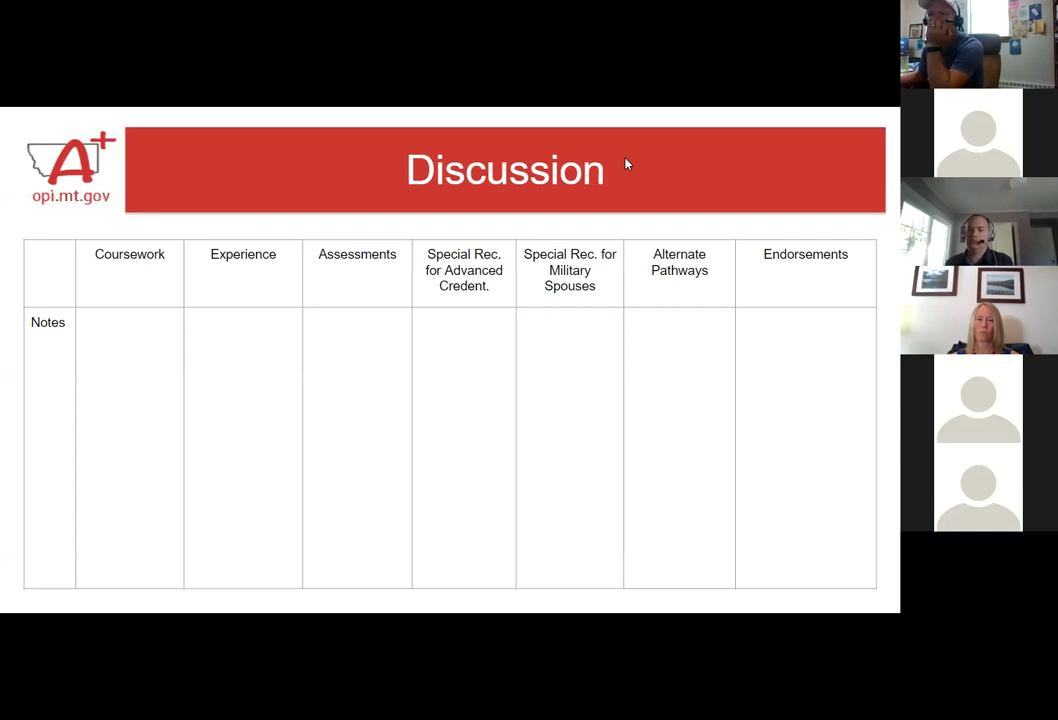 A+
opi.mt.gov
Discussion
Coursework
Experience
Assessments
Special Rec.
for Advanced
Credent.
Special Rec. for
Military
Spouses
Alternate
Pathways
Endorsements
Notes